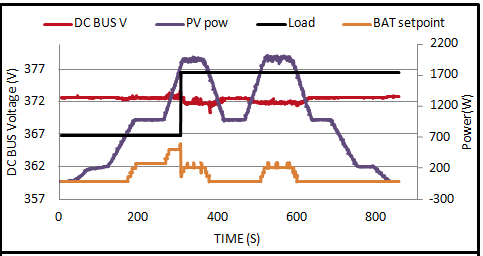 DC BUS V PV pow Load BAT setpoint
DC BUS Voltage (V)
377
372
367
362
357
2200
1700
1200
700
200
-300
Power(W)
0 200 400 600 800
TIME (S)